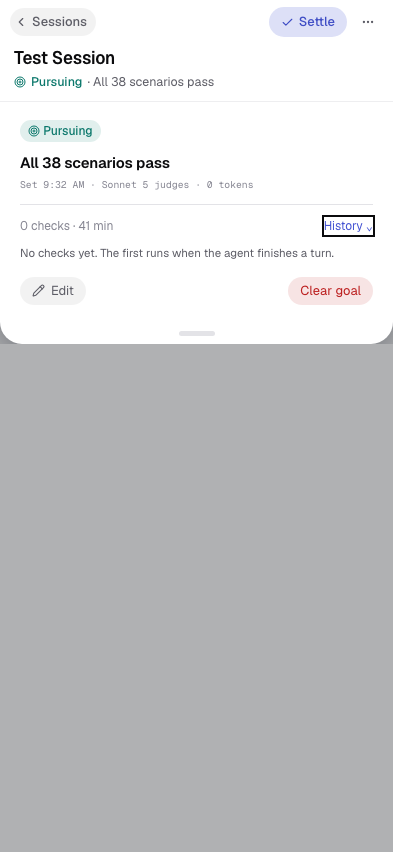 Sessions
Settle
Test Session
Pursuing · All 38 scenarios pass
Pursuing
All 38 scenarios pass
Set 9:32 AM · Sonnet 5 judges · 0 tokens
0 checks · 41 min
History
No checks yet. The first runs when the agent finishes a turn.
Edit
Clear goal